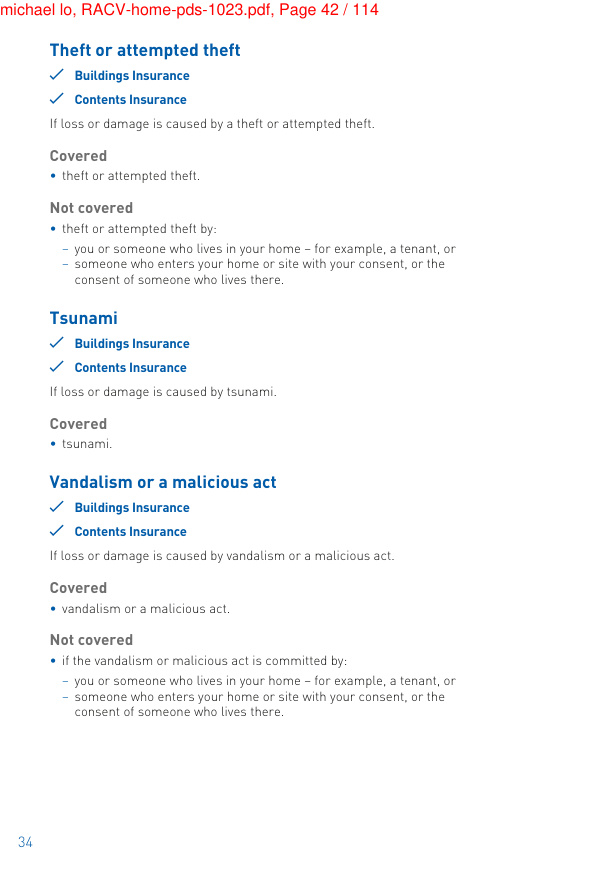 michael lo, RACV-home-pds-1023.pdf, Page 42 / 114
Theft or attempted theft
✓ Buildings Insurance
✓ Contents Insurance
If loss or damage is caused by a theft or attempted theft.
Covered
• theft or attempted theft.
Not covered
• theft or attempted theft by:
– you or someone who lives in your home – for example, a tenant, or
– someone who enters your home or site with your consent, or the
consent of someone who lives there.
Tsunami
✓ Buildings Insurance
✓ Contents Insurance
If loss or damage is caused by tsunami.
Covered
• tsunami.
Vandalism or a malicious act
✓ Buildings Insurance
✓ Contents Insurance
If loss or damage is caused by vandalism or a malicious act.
Covered
• vandalism or a malicious act.
Not covered
• if the vandalism or malicious act is committed by:
– you or someone who lives in your home – for example, a tenant, or
– someone who enters your home or site with your consent, or the
consent of someone who lives there.
34